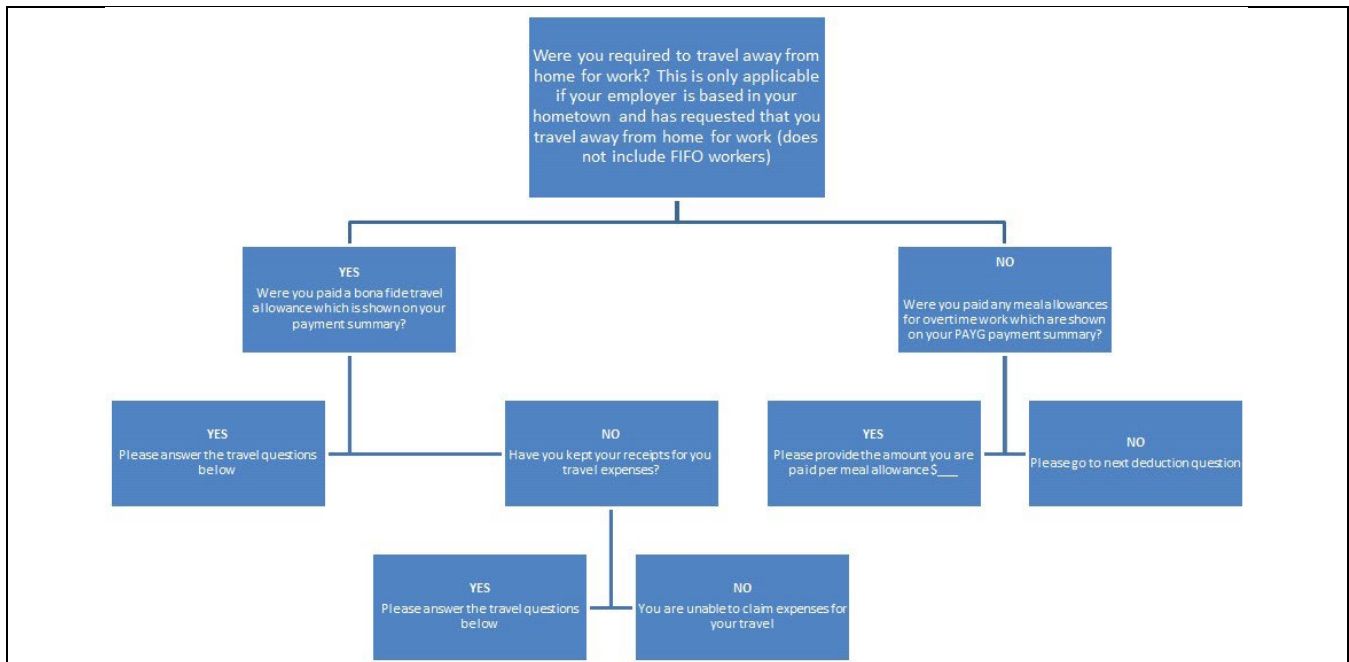 Were you required to travel away from
home for work? This is only applicable
if your employer is based in your
hometown and has requested that you
travel away from home for work (does
not include FIFO workers)
YES
Were you paid a bona fide travel
allowance which is shown on your
payment summary?
NO
Were you paid any meal allowances
for overtime work which are shown
on your PAYG payment summary?
YES
Please answer the travel questions
below
NO
Have you kept your receipts for you
travel expenses?
YES
Please provide the amount you are
paid per meal allowance $___
NO
Please go to next deduction question
YES
Please answer the travel questions
below
NO
You are unable to claim expenses for
your travel